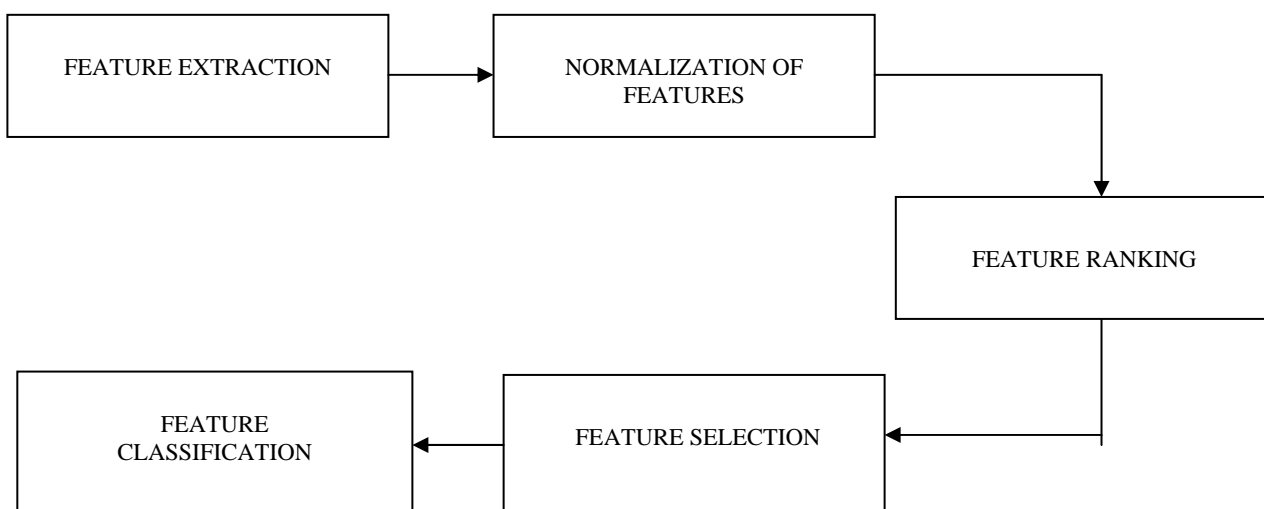 FEATURE EXTRACTION
NORMALIZATION OF
FEATURES
FEATURE RANKING
FEATURE SELECTION
FEATURE
CLASSIFICATION